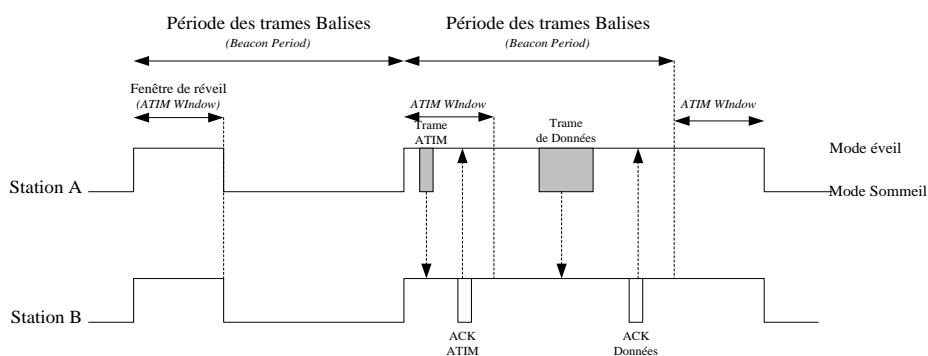 Période des trames Balises
(Beacon Period)
Période des trames Balises
(Beacon Period)
Fenêtre de réveil
(ATIM WIndow)
ATIM WIndow
ATIM WIndow
Trame
ATIM
Trame
de Données
Mode éveil
Station A
Mode Sommeil
Station B
ACK
ATIM
ACK
Données